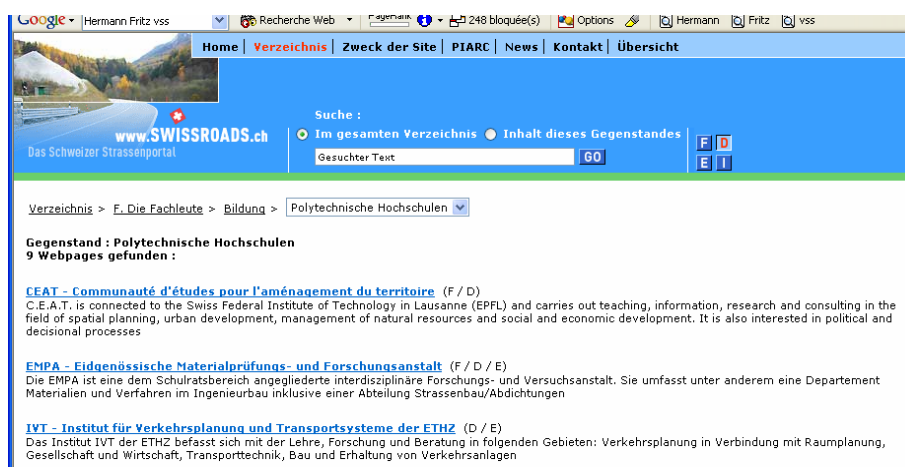 Google Hermann Fritz vss Recherche Web PageRank 248 bloquée(s) Options Hermann Fritz vss
Home | Verzeichnis | Zweck der Site | PIARC | News | Kontakt | Übersicht
Suche :
Im gesamten Verzeichnis Inhalt dieses Gegenstandes
www.SWISSROADS.ch
Das Schweizer Strassenportal
Gesuchter Text GO
F D
E I
Verzeichnis > F. Die Fachleute > Bildung > Polytechnische Hochschulen
Gegenstand : Polytechnische Hochschulen
9 Webpages gefunden :
CEAT - Communauté d'études pour l'aménagement du territoire (F / D)
C.E.A.T. is connected to the Swiss Federal Institute of Technology in Lausanne (EPFL) and carries out teaching, information, research and consulting in the
field of spatial planning, urban development, management of natural resources and social and economic development. It is also interested in political and
decisional processes
EMPA - Eidgenössische Materialprüfungs- und Forschungsanstalt (F / D / E)
Die EMPA ist eine dem Schulratsbereich angegliederte interdisziplinäre Forschungs- und Versuchsanstalt. Sie umfasst unter anderem eine Departement
Materialien und Verfahren im Ingenieurbau inklusive einer Abteilung Strassenbau/Abdichtungen
IVT - Institut für Verkehrsplanung und Transportsysteme der ETHZ (D / E)
Das Institut IVT der ETHZ befasst sich mit der Lehre, Forschung und Beratung in folgenden Gebieten: Verkehrsplanung in Verbindung mit Raumplanung,
Gesellschaft und Wirtschaft, Transporttechnik, Bau und Erhaltung von Verkehrsanlagen